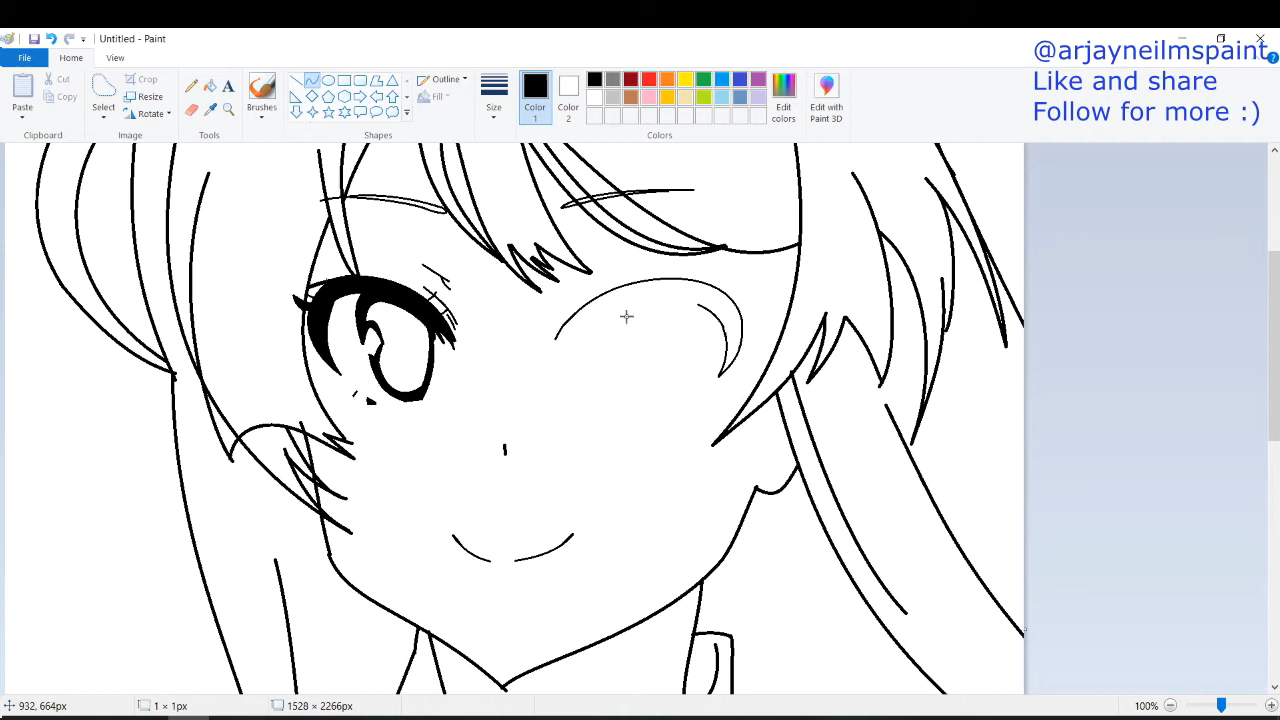 Untitled - Paint
@arjayneilmspaint
Like and share
Follow for more :)
File
Home
View
Paste
Cut
Copy
Clipboard
Select
Crop
Resize
Rotate
Image
Tools
Brushes
Shapes
Outline
Fill
Size
Color
1
Color
2
Colors
Edit
colors
Edit with
Paint 3D
932, 664px
1 × 1px
1528 × 2266px
100%